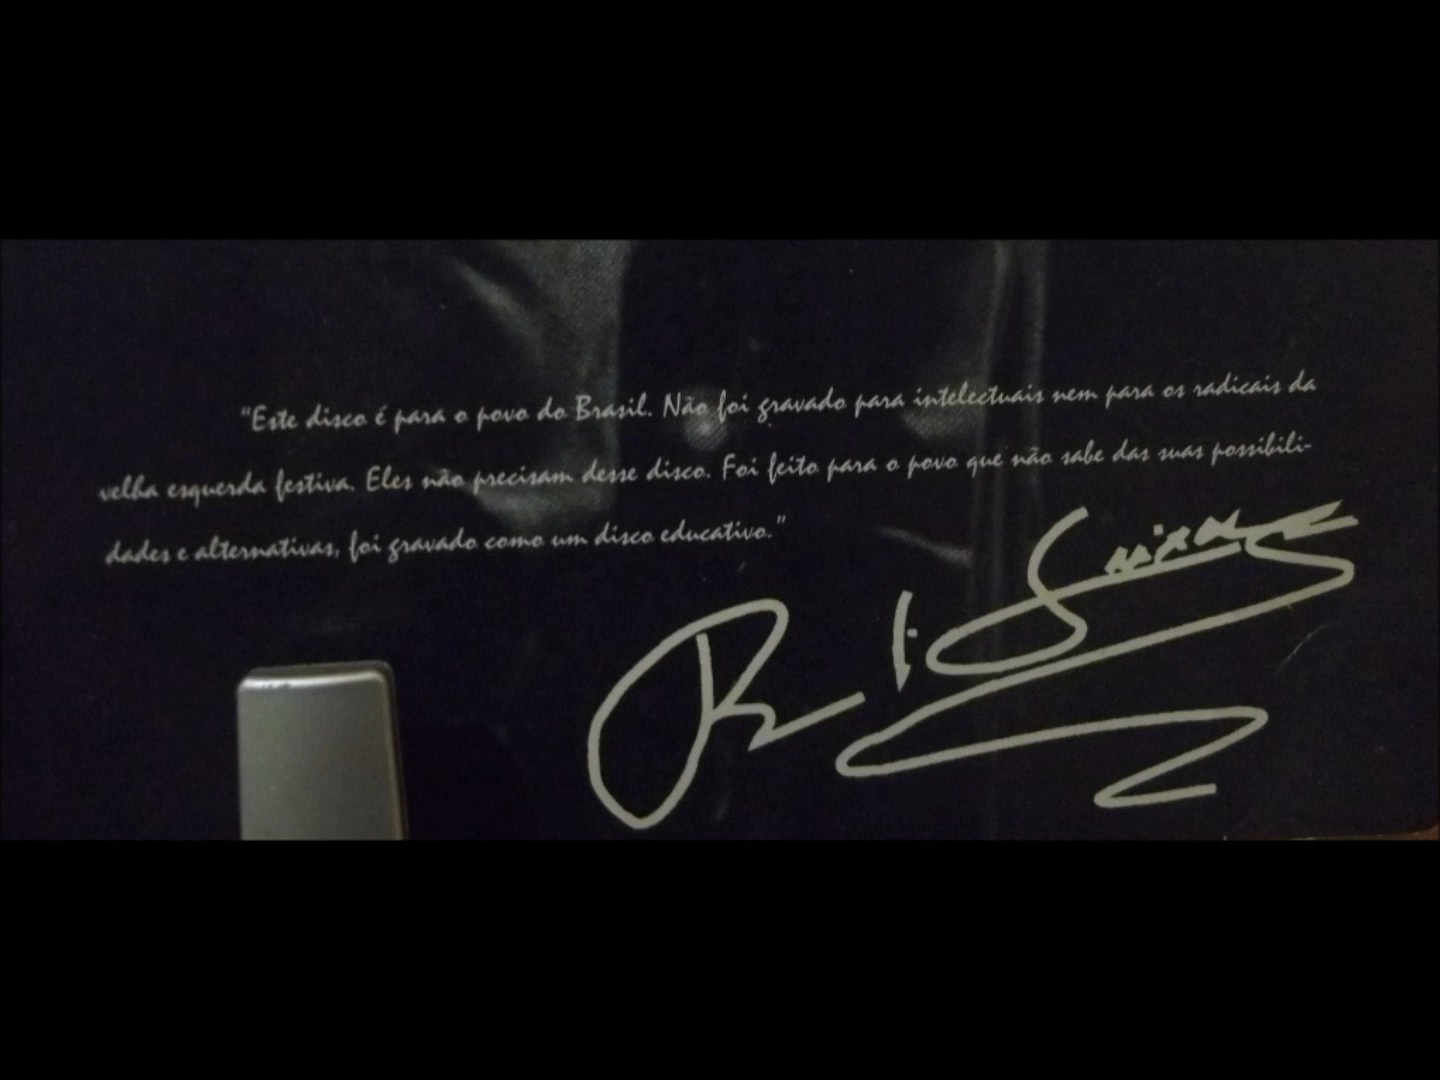 "Este disco é para o povo do Brasil. Não foi gravado para intelectuais nem para os radicais da
velha esquerda festiva. Eles não precisam desse disco. Foi feito para o povo que não sabe das suas possibili-
dades e alternativas, foi gravado como um disco educativo."